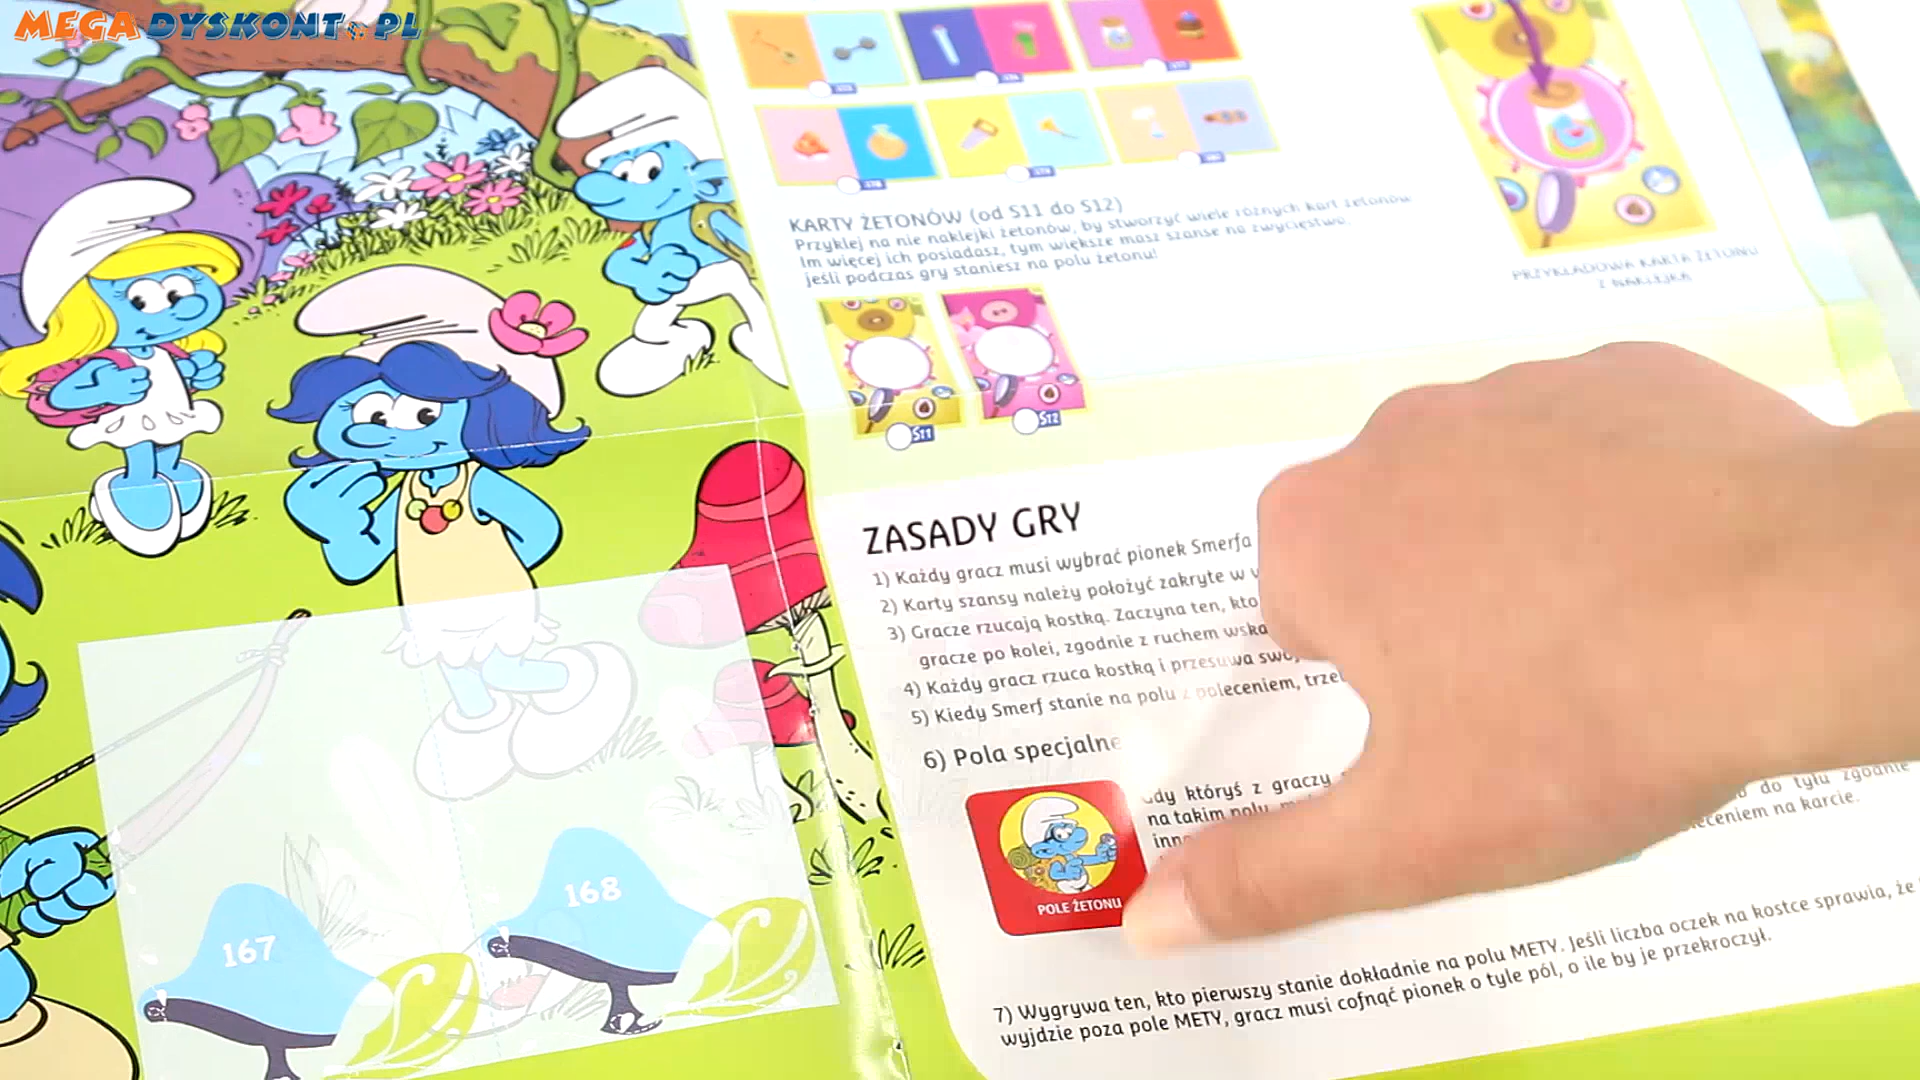 MEGADYSKONT.PL
KARTY ŻETONÓW (od S11 do S12)
Przyklej na nie naklejki żetonów, by stworzyć wiele różnych kart żetonów
Im więcej ich posiadasz, tym większe masz szanse na zwycięstwo,
jeśli podczas gry staniesz na polu żetonu!
PRZYKŁADOWA KARTA ŻETONU
Z NAKLEJKĄ
S11
S12
ZASADY GRY
1) Każdy gracz musi wybrać pionek Smerfa
2) Karty szansy należy położyć zakryte w
3) Gracze rzucają kostką. Zaczyna ten, kto
gracze po kolei, zgodnie z ruchem wska
4) Każdy gracz rzuca kostką i przesuwa swo
5) Kiedy Smerf stanie na polu z poleceniem, trze
6) Pola specjalne
POLE ŻETONU
gdy któryś z graczy
na takim polu
inne
do tyłu zgodnie
eceniem na karcie.
7) Wygrywa ten, kto pierwszy stanie dokładnie na polu METY. Jeśli liczba oczek na kostce sprawia, że
wyjdzie poza pole METY, gracz musi cofnąć pionek o tyle pól, o ile by je przekroczył.
167
168